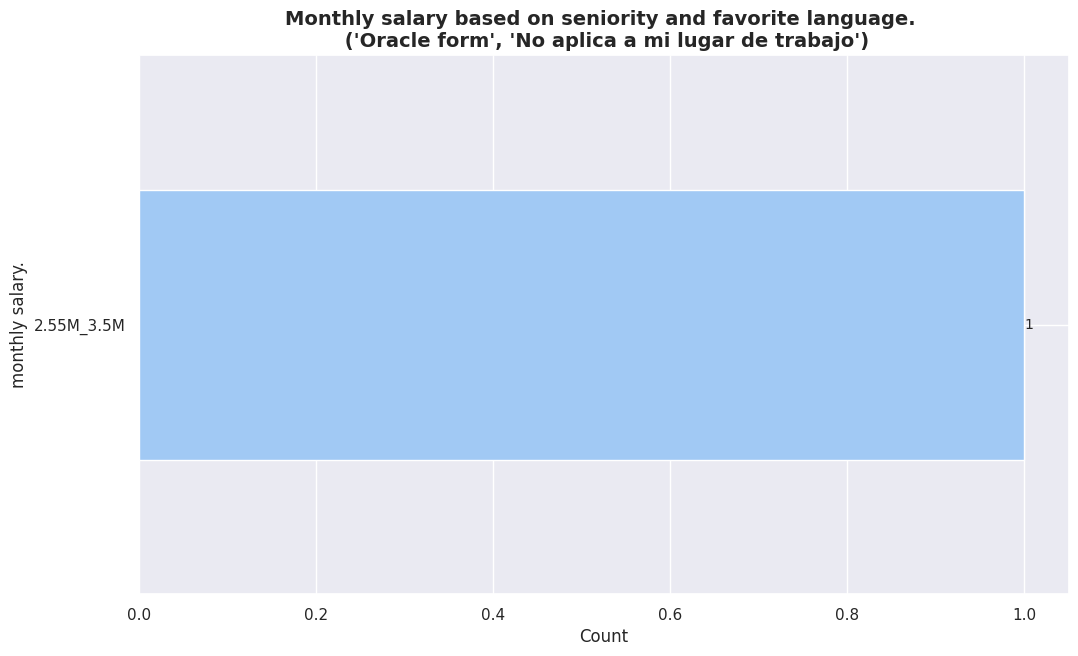 Monthly salary based on seniority and favorite language.
('Oracle form', 'No aplica a mi lugar de trabajo')
monthly salary.
2.55M_3.5M
1
0.0 0.2 0.4 0.6 0.8 1.0
Count